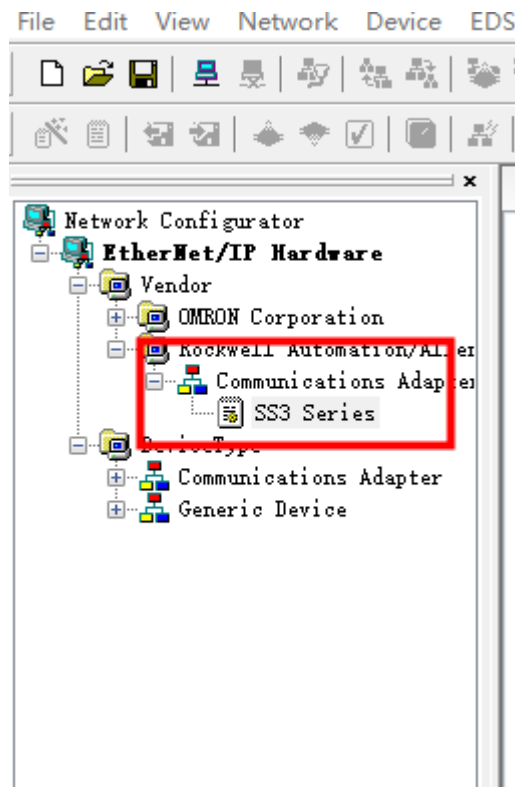 File Edit View Network Device EDS
Network Configurator
EtherNet/IP Hardware
Vendor
OMRON Corporation
Rockwell Automation/Allen
Communications Adapter
SS3 Series
DeviceType
Communications Adapter
Generic Device